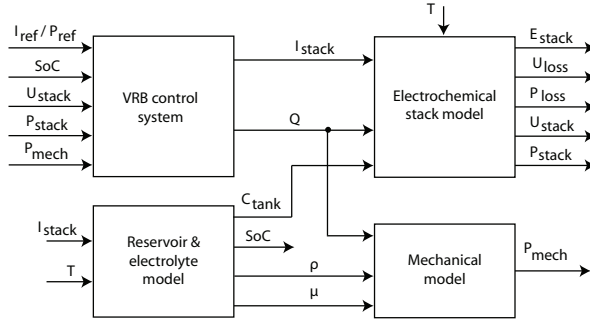 T
I_ref / P_ref
SoC
U_stack
P_stack
P_mech
VRB control
system
I_stack
Q
Electrochemical
stack model
E_stack
U_loss
P_loss
U_stack
P_stack
I_stack
T
Reservoir &
electrolyte
model
C_tank
SoC
ρ
μ
Mechanical
model
P_mech